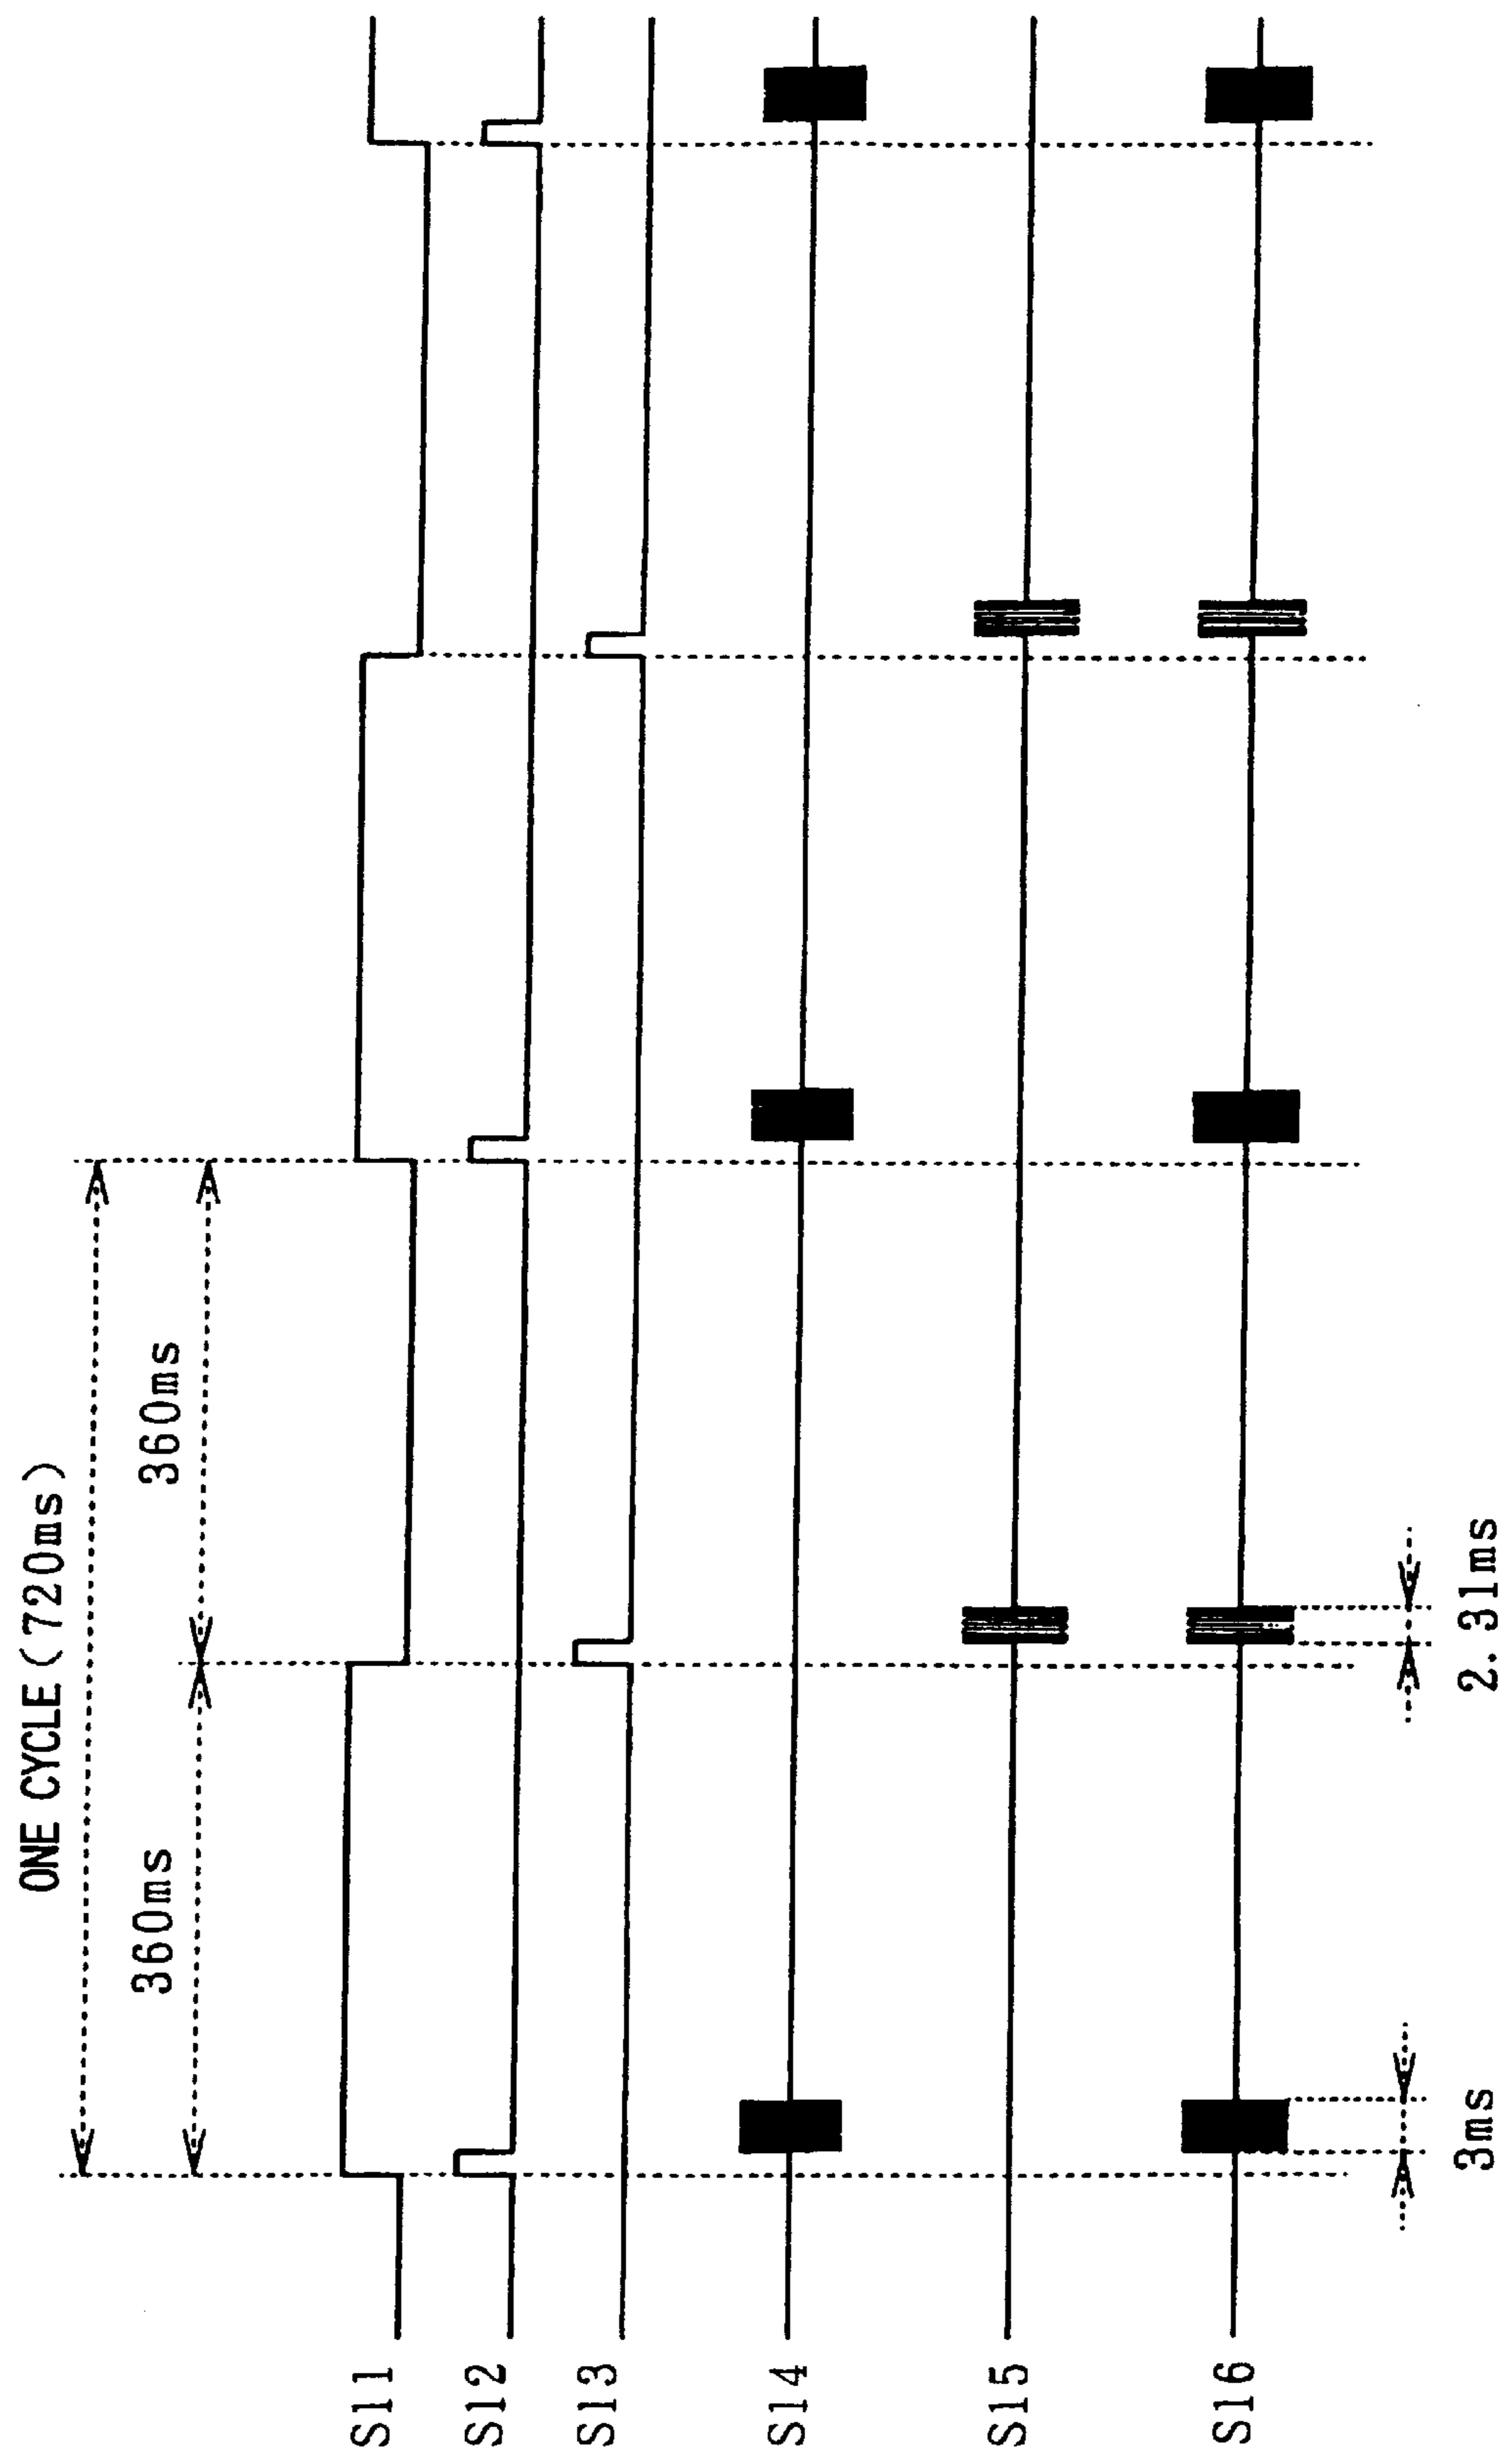 ONE CYCLE (720ms)
360ms
360ms
S11
S12
S13
S14
S15
S16
3ms
2.31ms